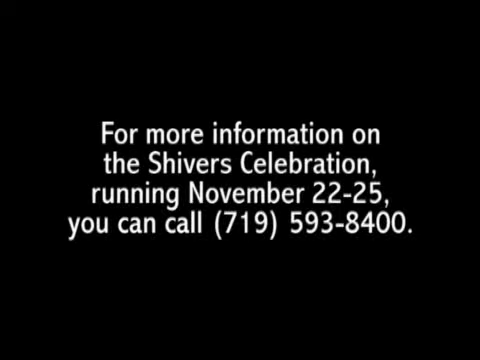 For more information on
the Shivers Celebration,
running November 22-25,
you can call (719) 593-8400.